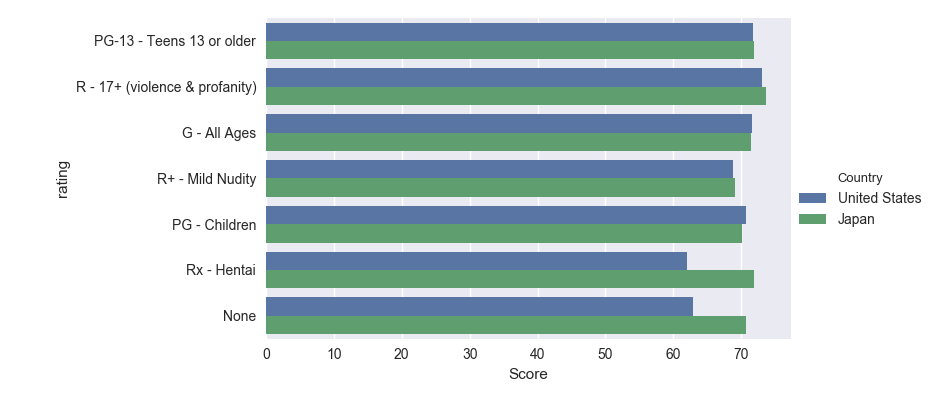 PG-13 - Teens 13 or older
R - 17+ (violence & profanity)
G - All Ages
R+ - Mild Nudity
PG - Children
Rx - Hentai
None
rating
0 10 20 30 40 50 60 70
Score
Country
United States
Japan